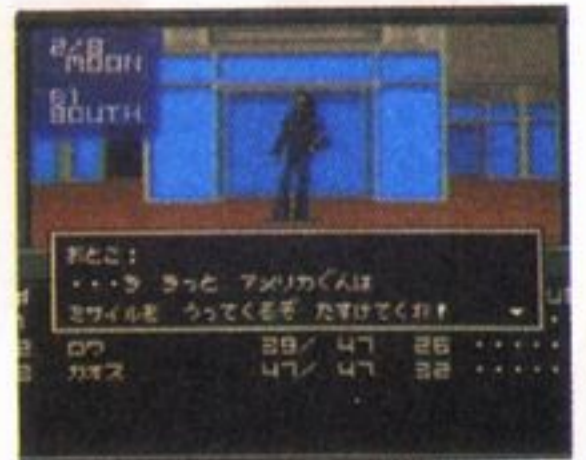 2/8
MOON
B1
SOUTH
おとこ:
・・・う うっと アメリカぐんは
ミサイルを うってくるぞ たすけてくれ!
ロウ 39/ 47 26 ・・・・・
カオス 47/ 47 32 ・・・・・